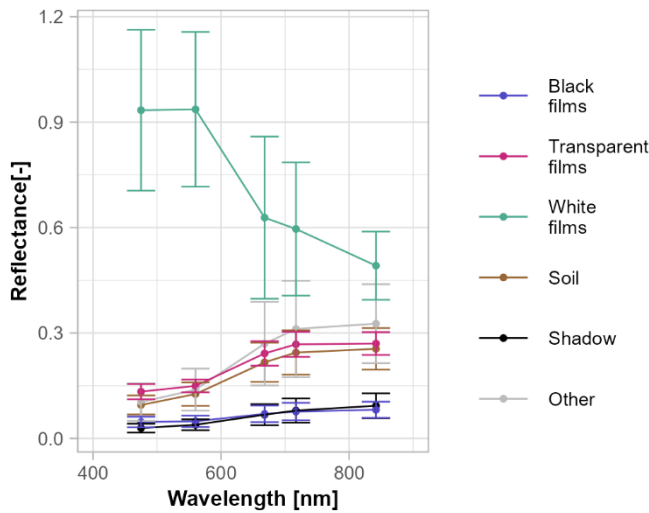 1.2
0.9
0.6
0.3
0.0
Reflectance[-]
400 600 800
Wavelength [nm]
Black
films
Transparent
films
White
films
Soil
Shadow
Other